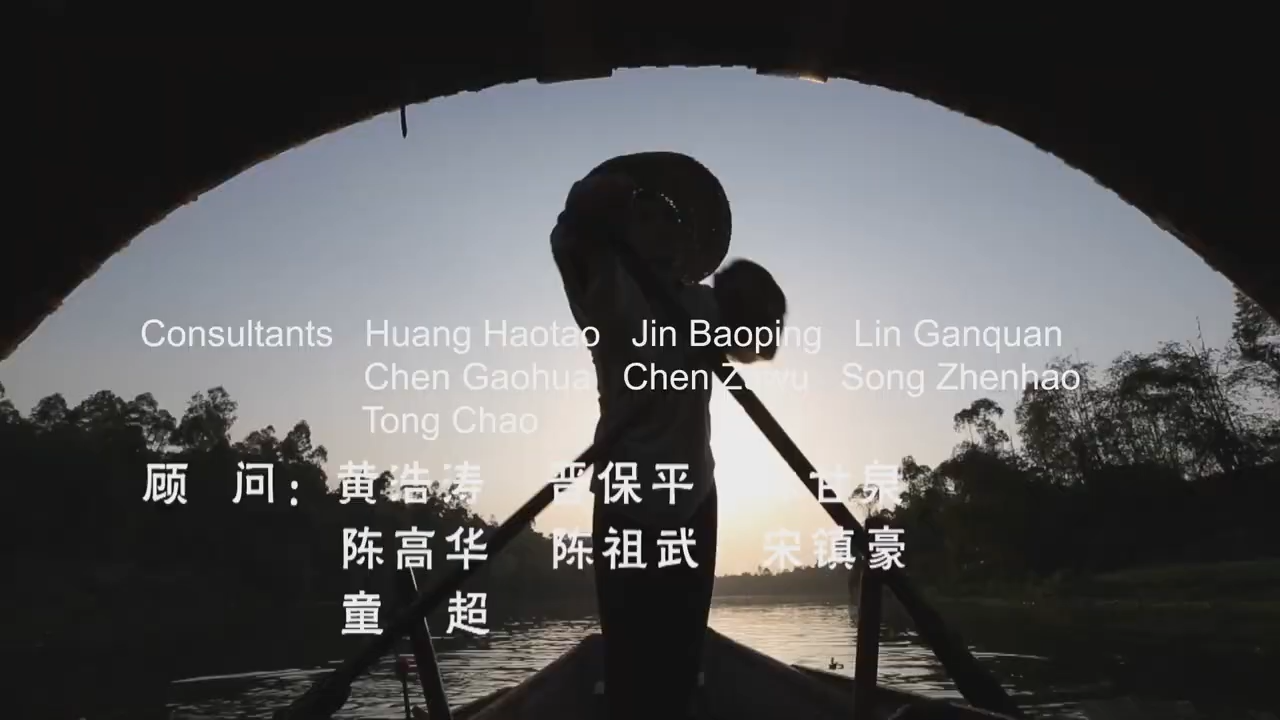 Consultants Huang Haotao Jin Baoping Lin Ganquan
Chen Gaohua Chen Zuwu Song Zhenhao
Tong Chao
顾 问：黄浩涛 晋保平 甘泉
陈高华 陈祖武 宋镇豪
童 超